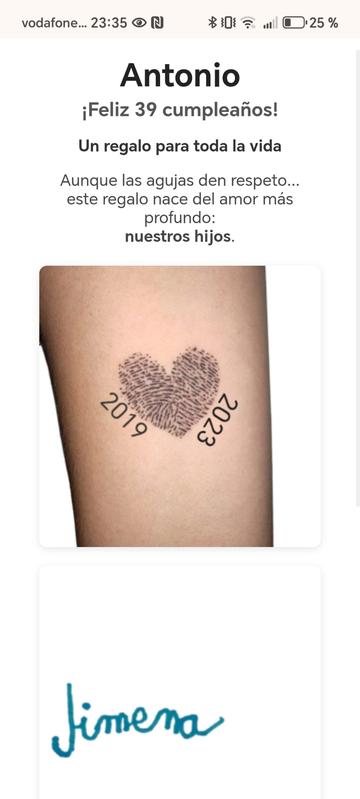 vodafone... 23:35 25 %
Antonio
¡Feliz 39 cumpleaños!
Un regalo para toda la vida
Aunque las agujas den respeto...
este regalo nace del amor más
profundo:
nuestros hijos.
2019 2023
Jimena